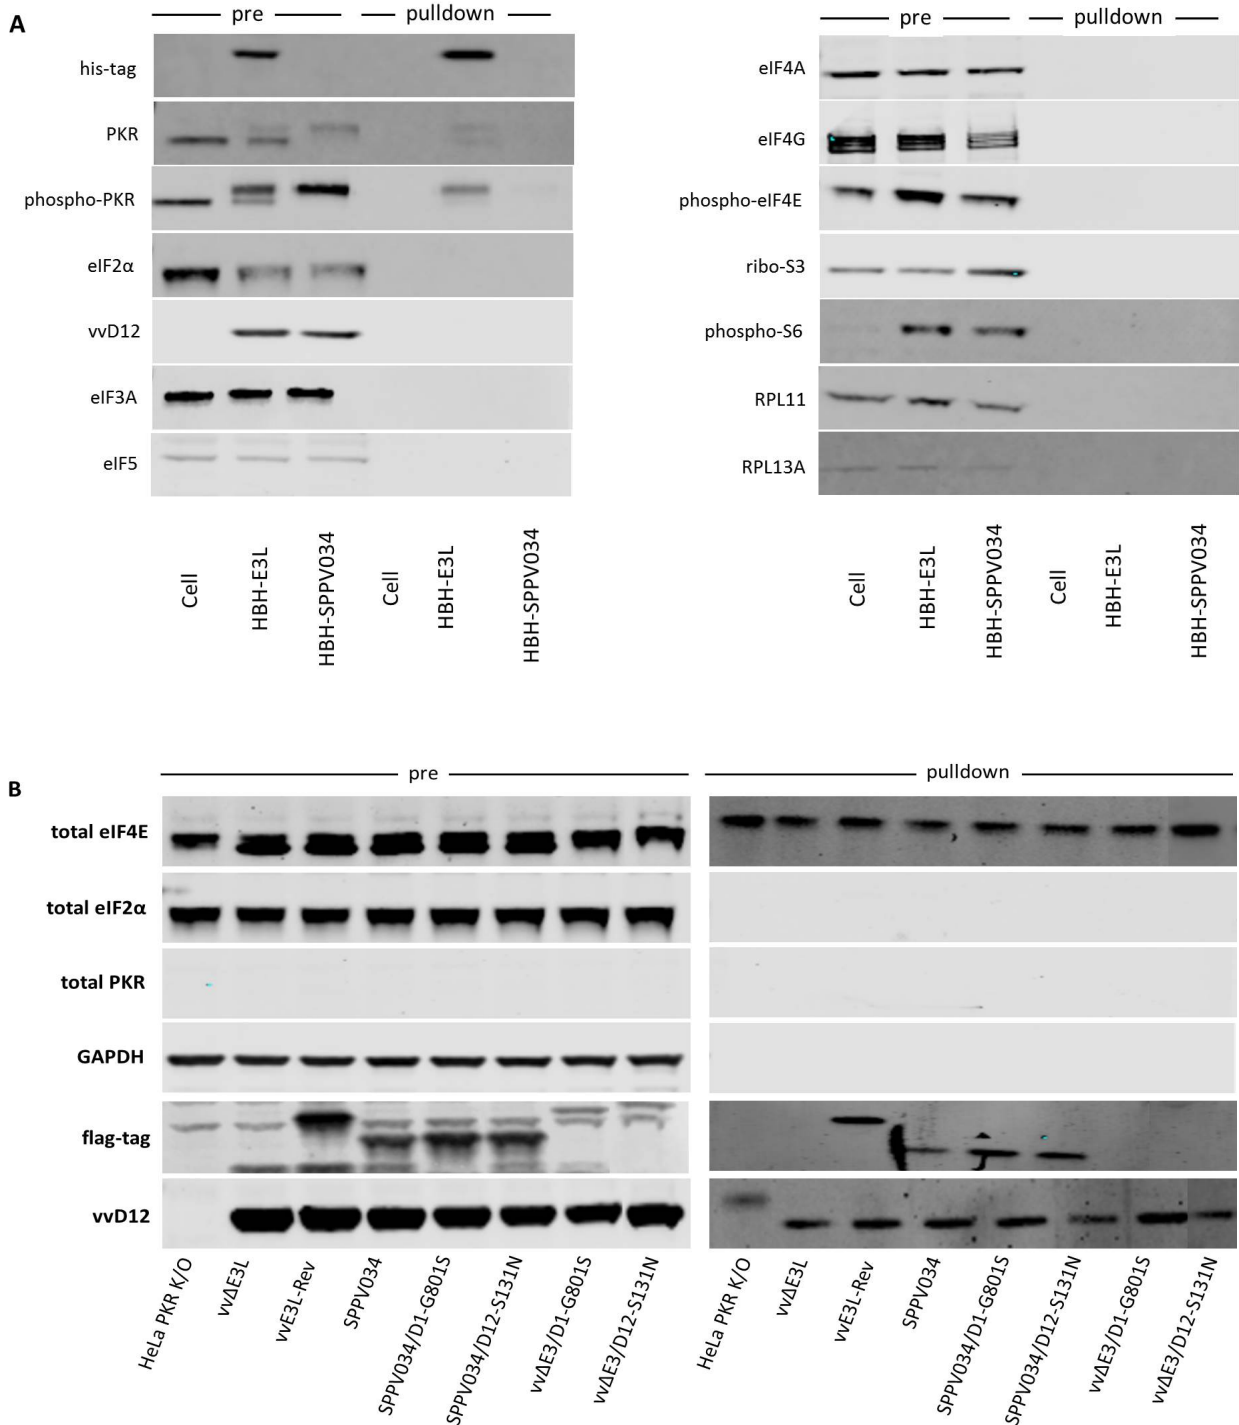 A
pre
pulldown
his-tag
PKR
phospho-PKR
eIF2α
vvD12
eIF3A
eIF5
Cell
HBH-E3L
HBH-SPPV034
Cell
HBH-E3L
HBH-SPPV034
pre
pulldown
eIF4A
eIF4G
phospho-eIF4E
ribo-S3
phospho-S6
RPL11
RPL13A
Cell
HBH-E3L
HBH-SPPV034
Cell
HBH-E3L
HBH-SPPV034
B
pre
pulldown
total eIF4E
total eIF2α
total PKR
GAPDH
flag-tag
vvD12
HeLa PKR K/O
vvΔE3L
vvE3L-Rev
SPPV034
SPPV034/D1-G801S
SPPV034/D12-S131N
vvΔE3/D1-G801S
vvΔE3/D12-S131N
HeLa PKR K/O
vvΔE3L
vvE3L-Rev
SPPV034
SPPV034/D1-G801S
SPPV034/D12-S131N
vvΔE3/D1-G801S
vvΔE3/D12-S131N